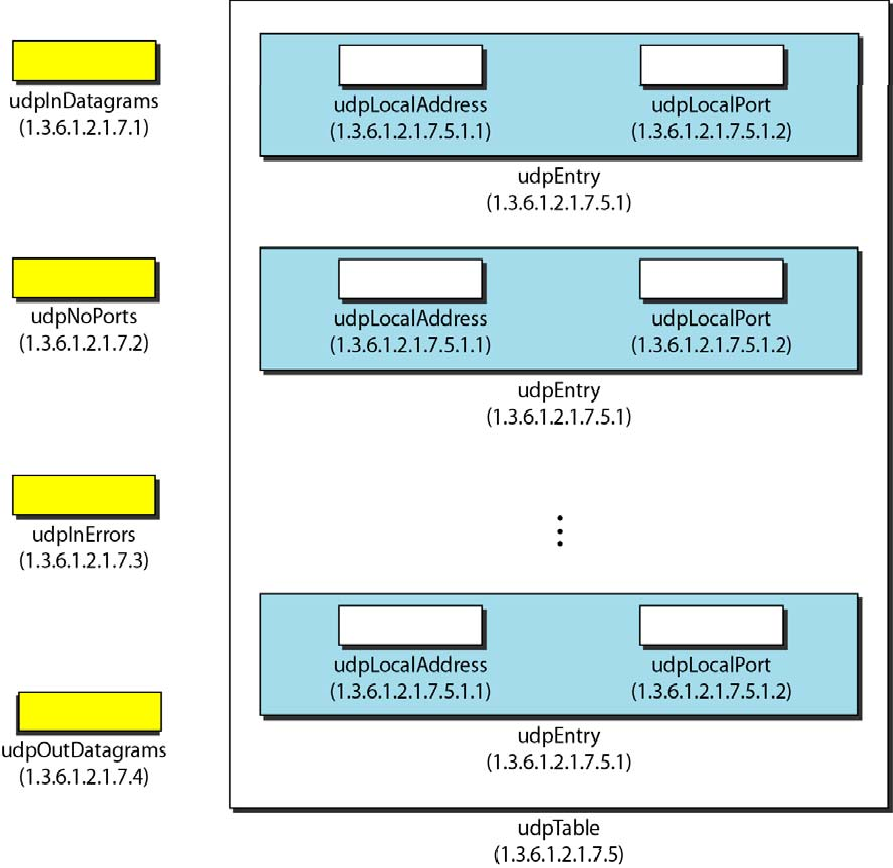 udpInDatagrams
(1.3.6.1.2.1.7.1)
udpNoPorts
(1.3.6.1.2.1.7.2)
udpInErrors
(1.3.6.1.2.1.7.3)
udpOutDatagrams
(1.3.6.1.2.1.7.4)
udpLocalAddress
(1.3.6.1.2.1.7.5.1.1)
udpLocalPort
(1.3.6.1.2.1.7.5.1.2)
udpEntry
(1.3.6.1.2.1.7.5.1)
udpLocalAddress
(1.3.6.1.2.1.7.5.1.1)
udpLocalPort
(1.3.6.1.2.1.7.5.1.2)
udpEntry
(1.3.6.1.2.1.7.5.1)
udpLocalAddress
(1.3.6.1.2.1.7.5.1.1)
udpLocalPort
(1.3.6.1.2.1.7.5.1.2)
udpEntry
(1.3.6.1.2.1.7.5.1)
udpTable
(1.3.6.1.2.1.7.5)